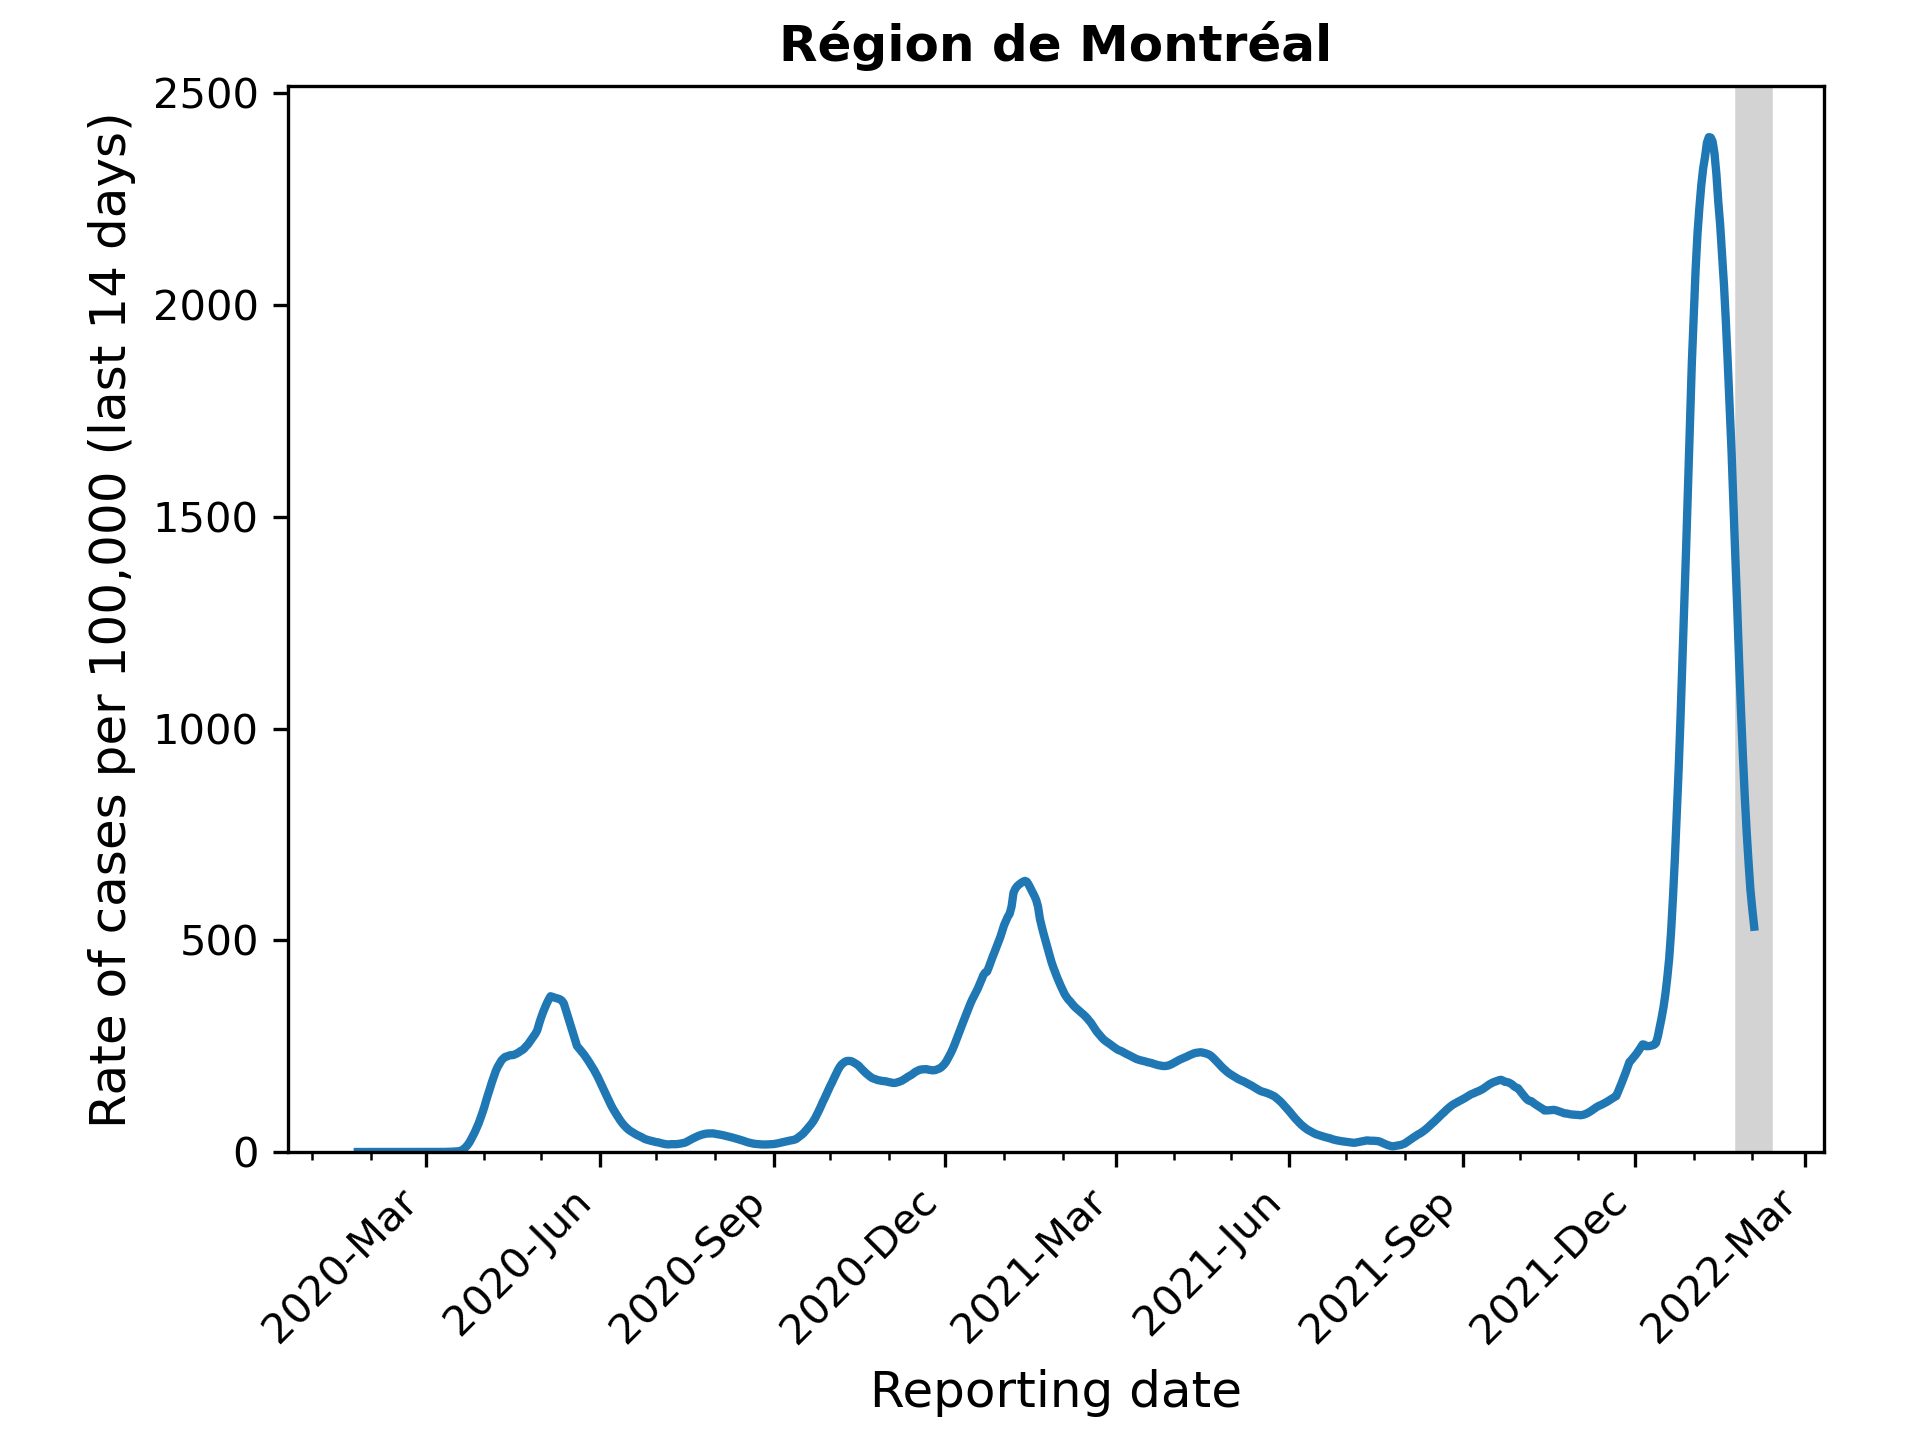 Région de Montréal
Rate of cases per 100,000 (last 14 days)
2500
2000
1500
1000
500
0
2020-Mar
2020-Jun
2020-Sep
2020-Dec
2021-Mar
2021-Jun
2021-Sep
2021-Dec
2022-Mar
Reporting date